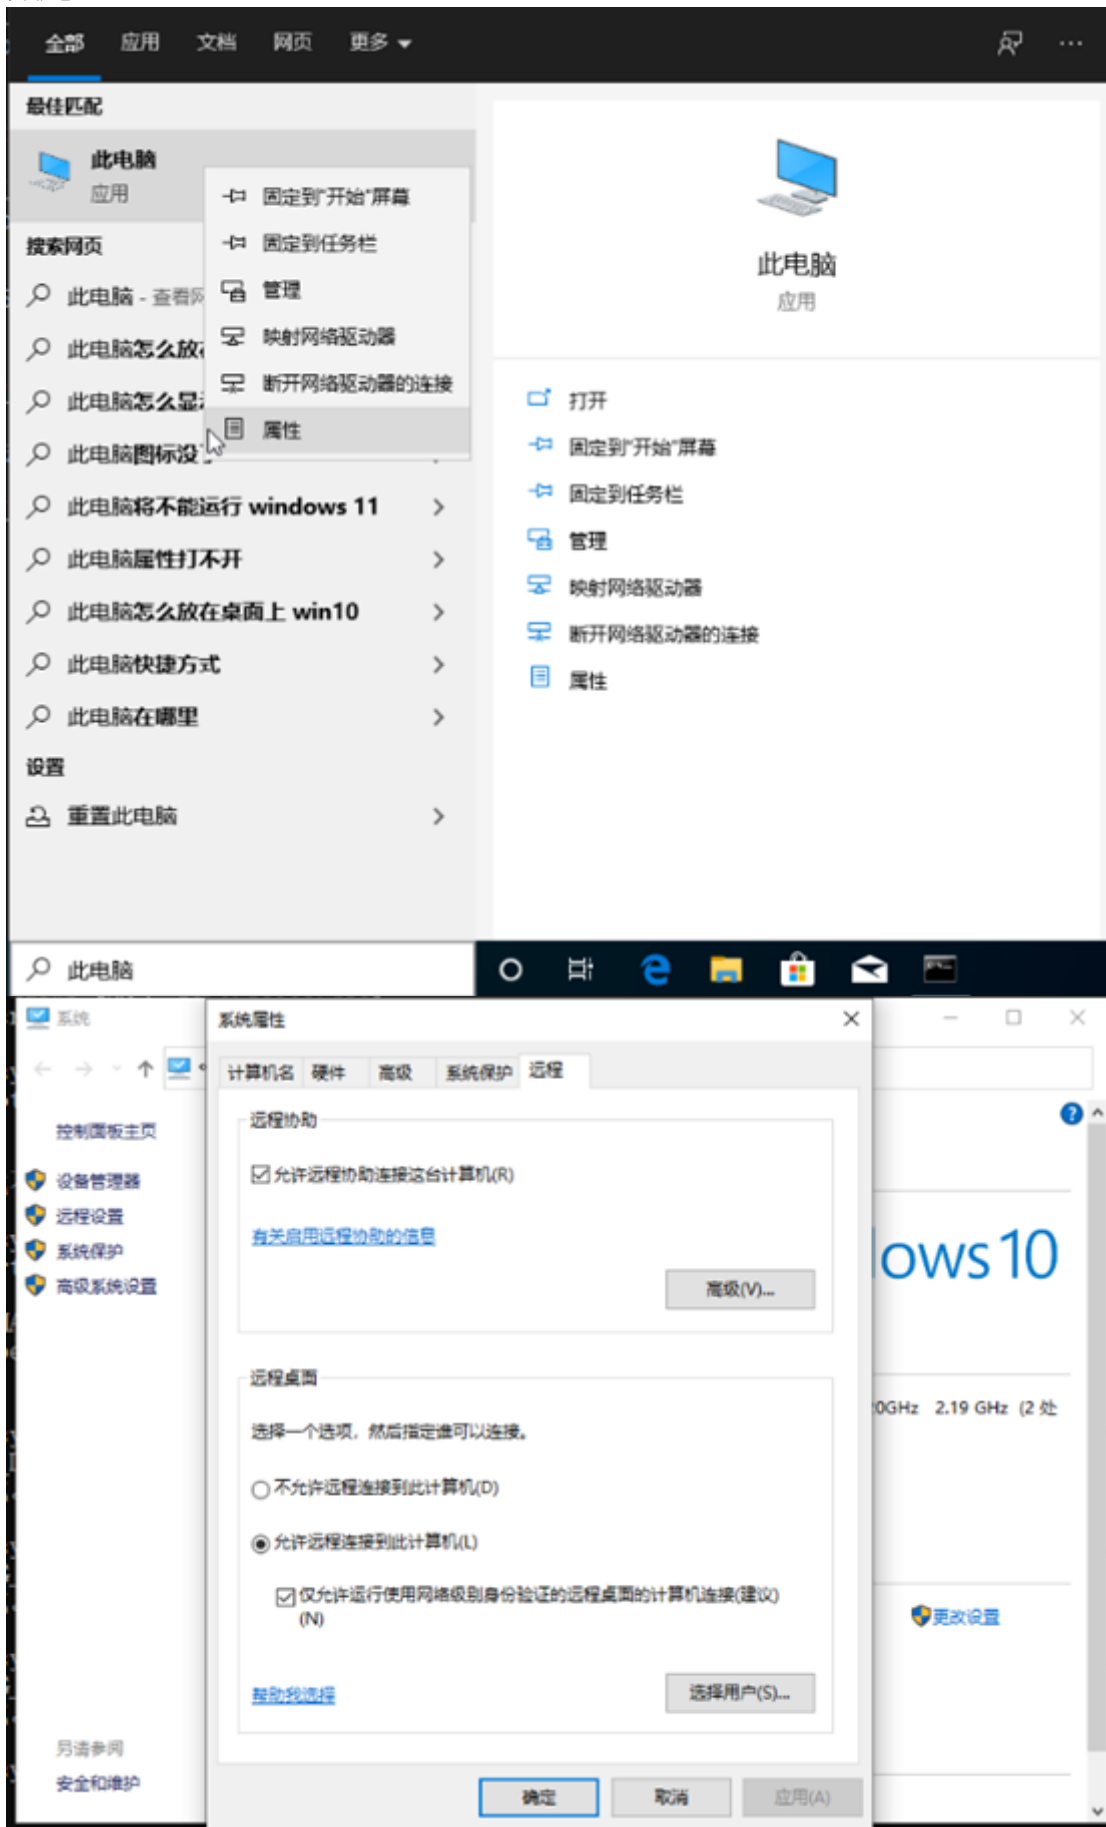 全部 应用 文档 网页 更多
最佳匹配
此电脑
应用
固定到"开始"屏幕
固定到任务栏
管理
映射网络驱动器
断开网络驱动器的连接
属性
搜索网页
此电脑 - 查看网
此电脑怎么放在
此电脑怎么显示
此电脑图标没了
此电脑将不能运行 windows 11
此电脑属性打不开
此电脑怎么放在桌面上 win10
此电脑快捷方式
此电脑在哪里
设置
重置此电脑
此电脑
应用
打开
固定到"开始"屏幕
固定到任务栏
管理
映射网络驱动器
断开网络驱动器的连接
属性
此电脑
系统
控制面板主页
设备管理器
远程设置
系统保护
高级系统设置
另请参阅
安全和维护
系统属性
计算机名 硬件 高级 系统保护 远程
远程协助
允许远程协助连接这台计算机(R)
有关启用远程协助的信息
高级(V)...
远程桌面
选择一个选项，然后指定谁可以连接。
不允许远程连接到此计算机(D)
允许远程连接到此计算机(L)
仅允许运行使用网络级别身份验证的远程桌面的计算机连接(建议)
(N)
帮助我选择
选择用户(S)...
确定 取消 应用(A)
ows 10
0GHz 2.19 GHz (2 处
更改设置